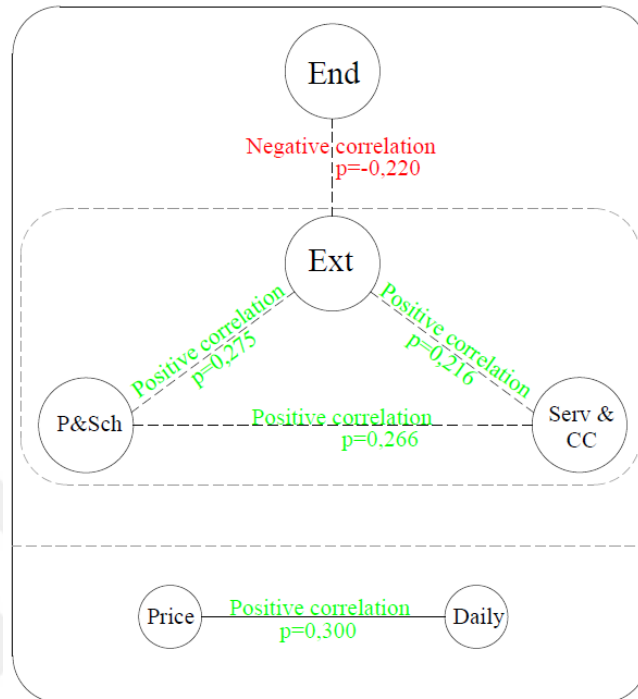 End
Negative correlation
p=-0,220
Ext
Positive correlation
p=0,275
Positive correlation
p=0,216
P&Sch
Positive correlation
p=0,266
Serv &
CC
Price
Positive correlation
p=0,300
Daily